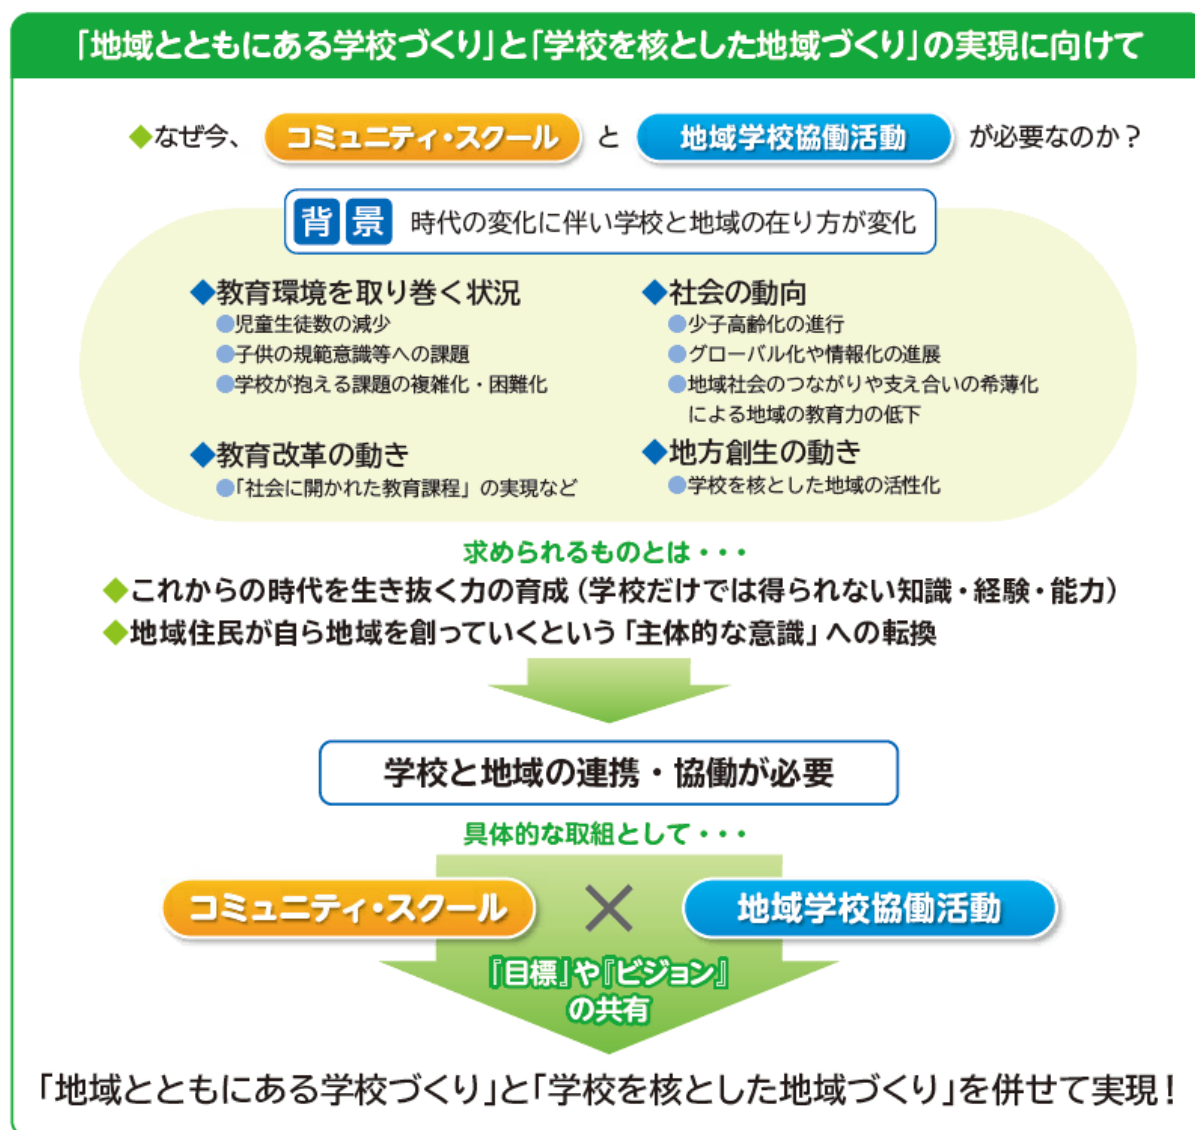 「地域とともにある学校づくり」と「学校を核とした地域づくり」の実現に向けて
◆なぜ今、 コミュニティ・スクール と 地域学校協働活動 が必要なのか？
背景 時代の変化に伴い学校と地域の在り方が変化
◆教育環境を取り巻く状況
●児童生徒数の減少
●子供の規範意識等への課題
●学校が抱える課題の複雑化・困難化
◆社会の動向
●少子高齢化の進行
●グローバル化や情報化の進展
●地域社会のつながりや支え合いの希薄化
による地域の教育力の低下
◆教育改革の動き
●「社会に開かれた教育課程」の実現など
◆地方創生の動き
●学校を核とした地域の活性化
求められるものとは・・・
◆これからの時代を生き抜く力の育成（学校だけでは得られない知識・経験・能力）
◆地域住民が自ら地域を創っていくという「主体的な意識」への転換
学校と地域の連携・協働が必要
具体的な取組として・・・
コミュニティ・スクール × 地域学校協働活動
『目標』や『ビジョン』
の共有
「地域とともにある学校づくり」と「学校を核とした地域づくり」を併せて実現！